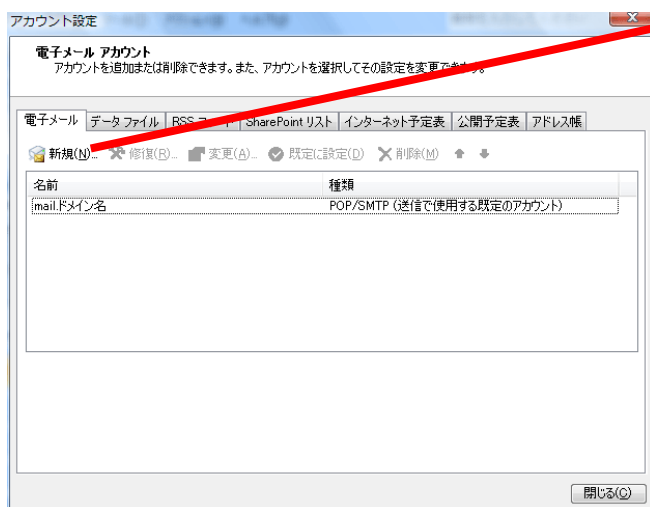 アカウント設定
電子メール アカウント
アカウントを追加または削除できます。また、アカウントを選択してその設定を変更できます。
電子メール データ ファイル RSS フィード SharePoint リスト インターネット予定表 公開予定表 アドレス帳
新規(N)... 修復(R)... 変更(A)... 既定に設定(D) 削除(M)
名前 種類
mail.ドメイン名 POP/SMTP (送信で使用する既定のアカウント)
閉じる(C)